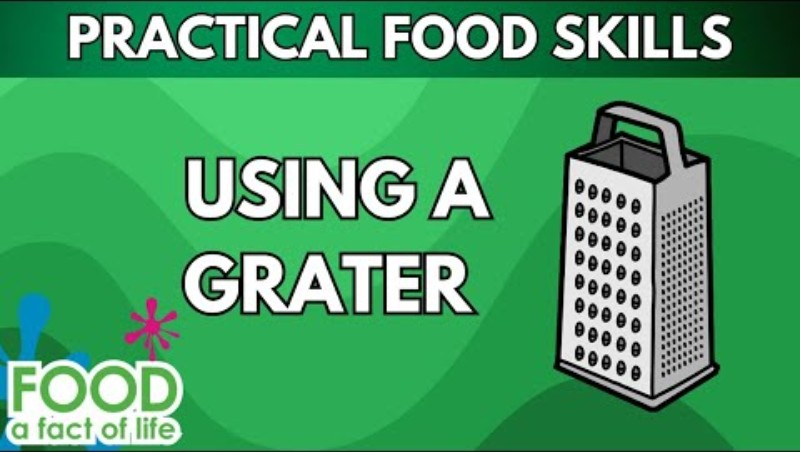 PRACTICAL FOOD SKILLS
USING A
GRATER
FOOD
a fact of life